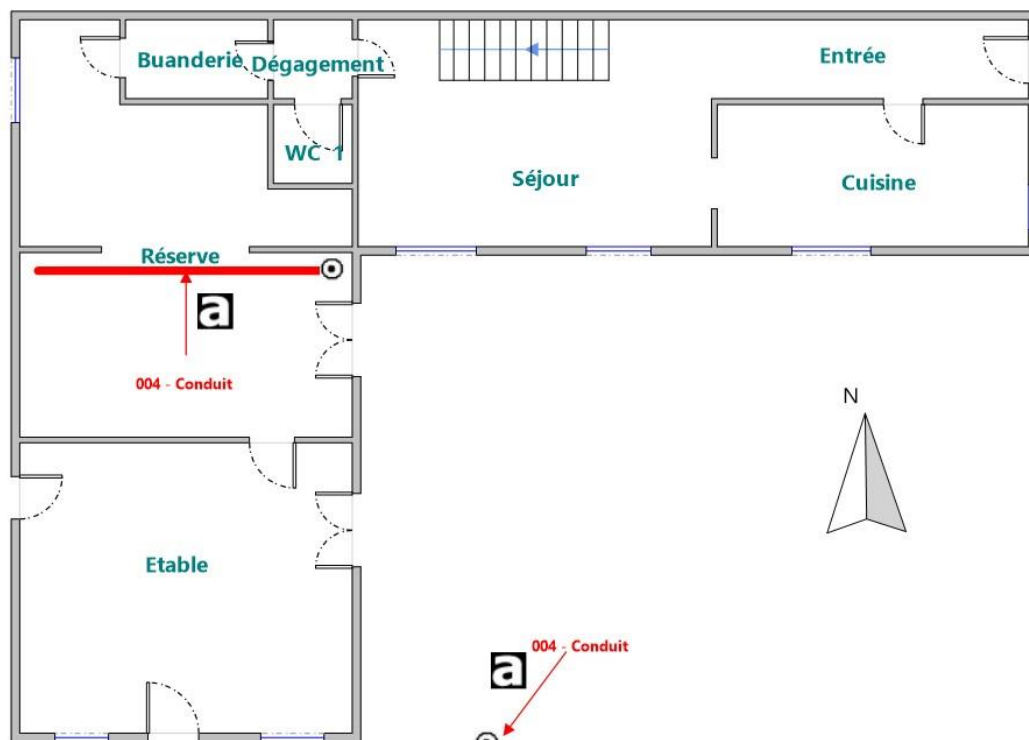 Buanderie
Dégagement
Entrée
WC 1
Séjour
Cuisine
Réserve
a
004 - Conduit
N
Etable
004 - Conduit
a